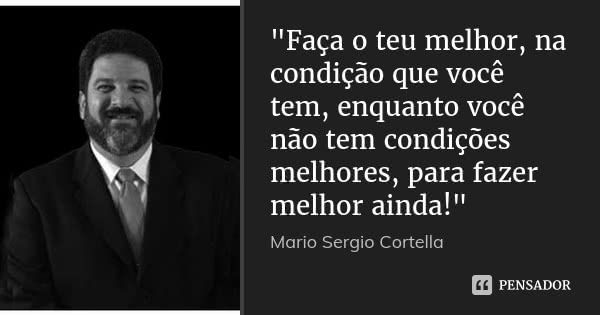 "Faça o teu melhor, na
condição que você
tem, enquanto você
não tem condições
melhores, para fazer
melhor ainda!"
Mario Sergio Cortella
PENSADOR